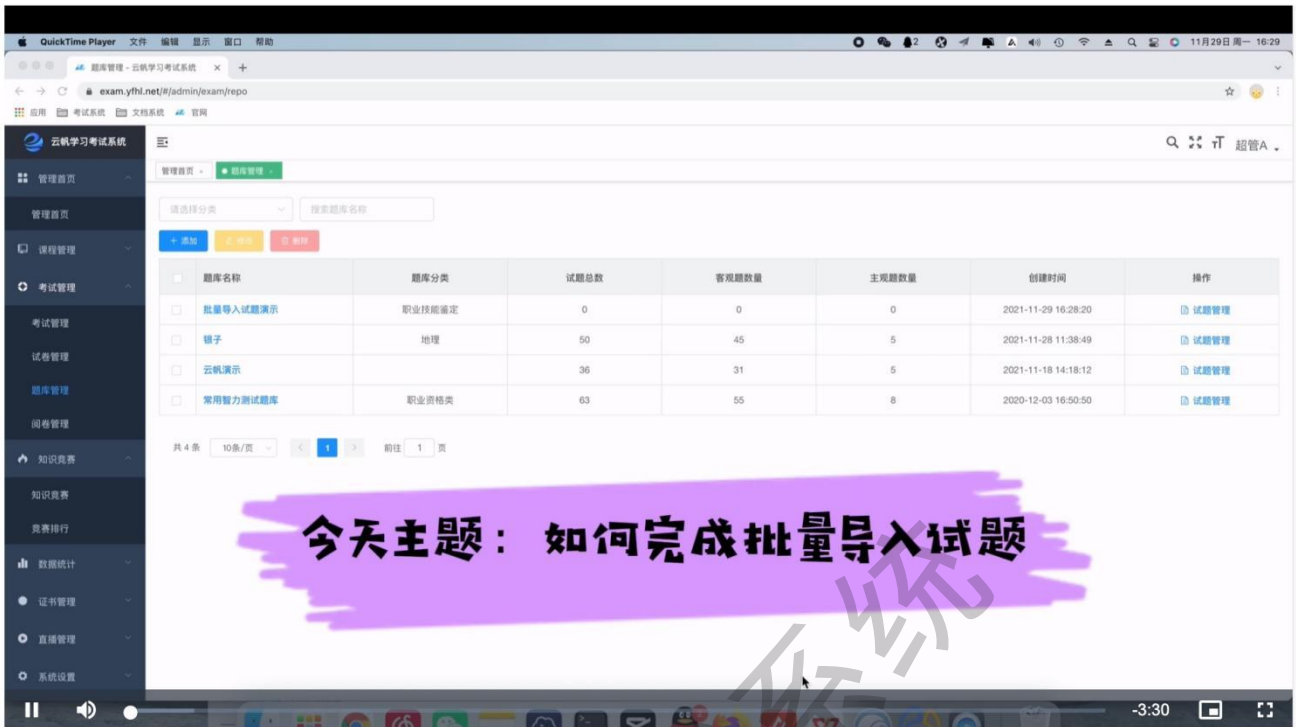 QuickTime Player 文件 编辑 显示 窗口 帮助 2 A 11月29日 周一 16:29
题库管理 - 云帆学习考试系统 × +
exam.yfhl.net/#/admin/exam/repo
应用 考试系统 文档系统 官网
云帆学习考试系统 超管A
管理首页 管理首页 × 题库管理 ×
管理首页 请选择分类 搜索题库名称
课程管理 + 添加 修改 删除
考试管理 题库名称 题库分类 试题总数 客观题数量 主观题数量 创建时间 操作
批量导入试题演示 职业技能鉴定 0 0 0 2021-11-29 16:28:20 试题管理
考试管理 银子 地理 50 45 5 2021-11-28 11:38:49 试题管理
试卷管理 云帆演示 36 31 5 2021-11-18 14:18:12 试题管理
题库管理 常用智力测试题库 职业资格类 63 55 8 2020-12-03 16:50:50 试题管理
阅卷管理
知识竞赛 共 4 条 10条/页 < 1 > 前往 1 页
知识竞赛
竞赛排行
今天主题：如何完成批量导入试题
数据统计
证书管理
直播管理
系统设置
系统
-3:30